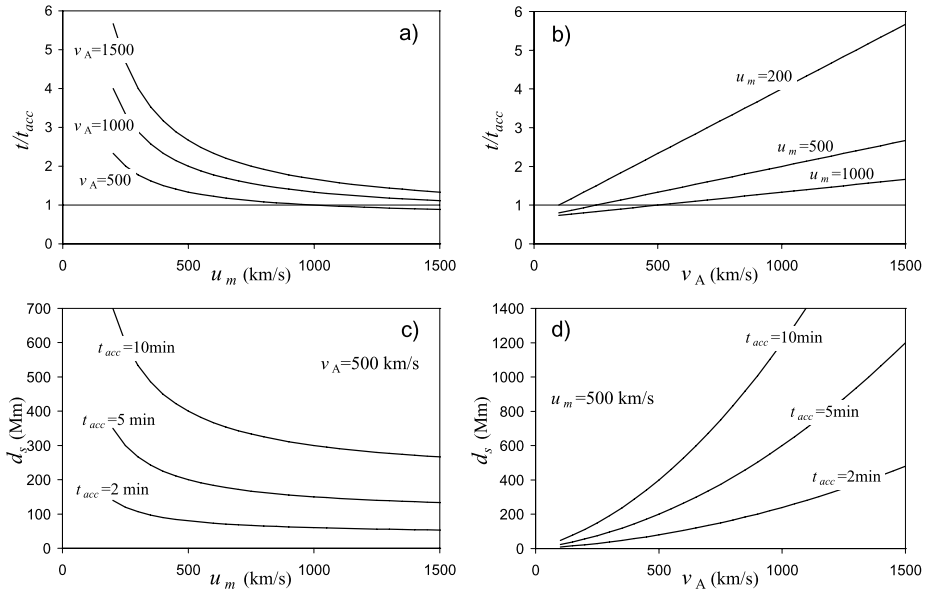 a)
6
5
4
3
2
1
0
t/t_acc
v_A=1500
v_A=1000
v_A=500
0 500 1000 1500
u_m (km/s)
b)
6
5
4
3
2
1
0
t/t_acc
u_m=200
u_m=500
u_m=1000
0 500 1000 1500
v_A (km/s)
c)
700
600
500
400
300
200
100
0
d_s (Mm)
t_acc=10min
v_A=500 km/s
t_acc=5 min
t_acc=2 min
0 500 1000 1500
u_m (km/s)
d)
1400
1200
1000
800
600
400
200
0
d_s (Mm)
t_acc=10min
u_m=500 km/s
t_acc=5min
t_acc=2min
0 500 1000 1500
v_A (km/s)